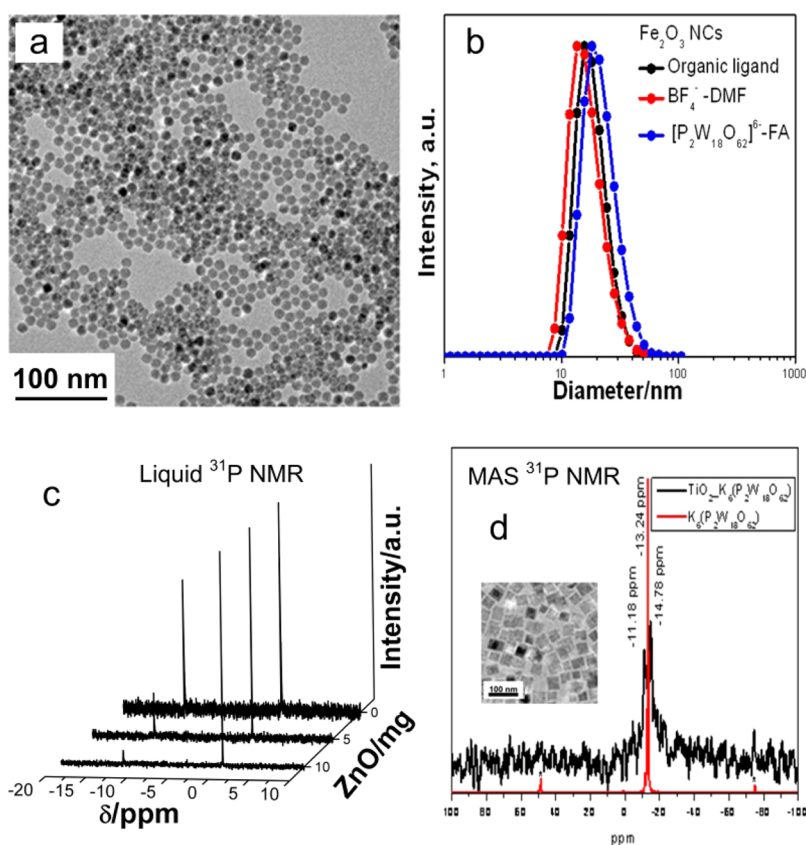 a
100 nm
b
Fe₂O₃ NCs
Organic ligand
BF₄⁻-DMF
[P₂W₁₈O₆₂]⁶⁻-FA
Intensity, a.u.
1 10 100 1000
Diameter/nm
c
Liquid ³¹P NMR
Intensity/a.u.
0
5
10
ZnO/mg
-20 -15 -10 -5 0 5 10
δ/ppm
d
MAS ³¹P NMR
TiO₂_K₆(P₂W₁₈O₆₂)
K₆(P₂W₁₈O₆₂)
-13.24 ppm
-11.18 ppm
-14.78 ppm
100 nm
100 80 60 40 20 0 -20 -40 -60 -80 -100
ppm